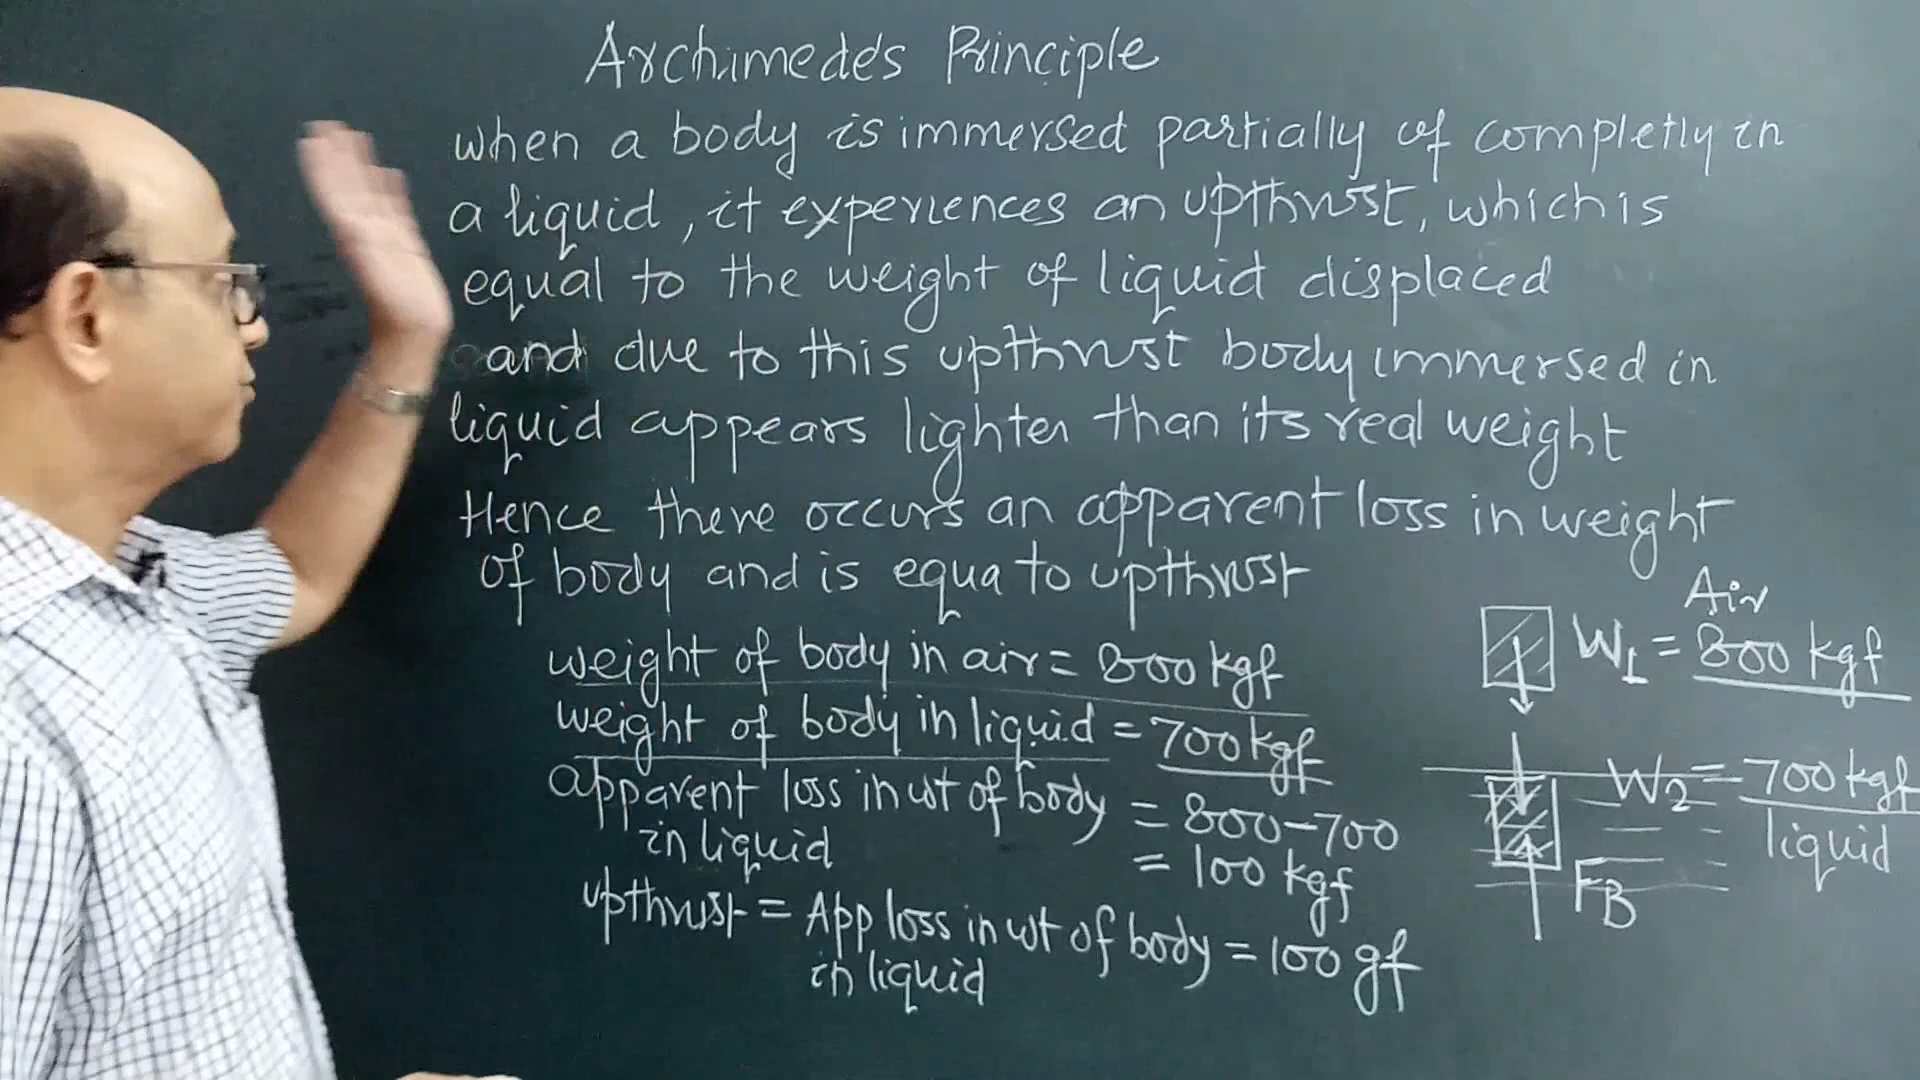 Archimedes Principle
when a body is immersed partially of completly in
a liquid, it experiences an upthrust, which is
equal to the weight of liquid displaced
and due to this upthrust body immersed in
liquid appears lighter than its real weight
Hence there occurs an apparent loss in weight
of body and is equa to upthrust
weight of body in air = 800 kgf
weight of body in liquid = 700 kgf
apparent loss in wt of body = 800-700
in liquid = 100 kgf
upthrust = App loss in wt of body = 100 gf
in liquid
Air
W1 = 800 kgf
W2 = 700 kgf
liquid
FB